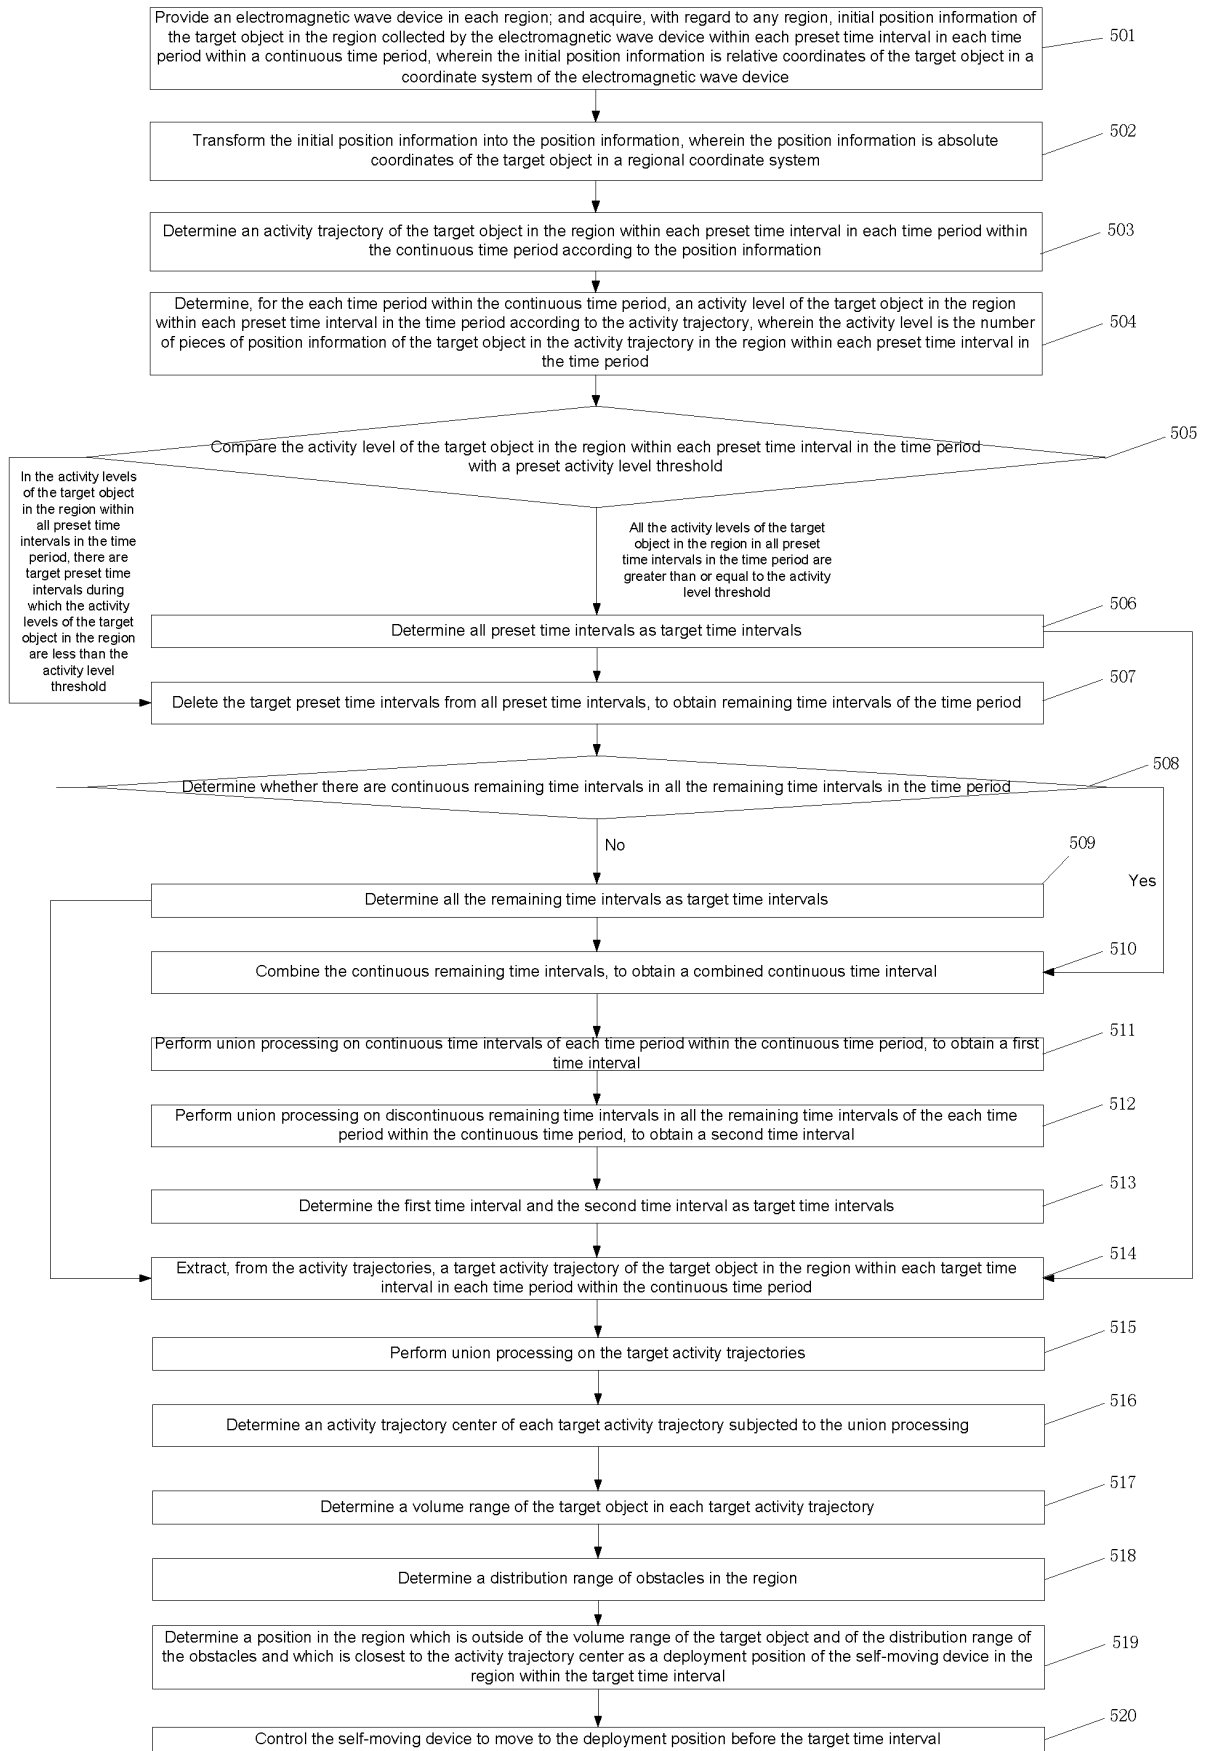 Provide an electromagnetic wave device in each region; and acquire, with regard to any region, initial position information of
the target object in the region collected by the electromagnetic wave device within each preset time interval in each time
period within a continuous time period, wherein the initial position information is relative coordinates of the target object in a
coordinate system of the electromagnetic wave device
501
Transform the initial position information into the position information, wherein the position information is absolute
coordinates of the target object in a regional coordinate system
502
Determine an activity trajectory of the target object in the region within each preset time interval in each time period within
the continuous time period according to the position information
503
Determine, for the each time period within the continuous time period, an activity level of the target object in the region
within each preset time interval in the time period according to the activity trajectory, wherein the activity level is the number
of pieces of position information of the target object in the activity trajectory in the region within each preset time interval in
the time period
504
Compare the activity level of the target object in the region within each preset time interval in the time period
with a preset activity level threshold
505
In the activity levels
of the target object
in the region within
all preset time
intervals in the time
period, there are
target preset time
intervals during
which the activity
levels of the target
object in the region
are less than the
activity level
threshold
All the activity levels of the target
object in the region in all preset
time intervals in the time period are
greater than or equal to the activity
level threshold
506
Determine all preset time intervals as target time intervals
507
Delete the target preset time intervals from all preset time intervals, to obtain remaining time intervals of the time period
508
Determine whether there are continuous remaining time intervals in all the remaining time intervals in the time period
No
Yes
509
Determine all the remaining time intervals as target time intervals
510
Combine the continuous remaining time intervals, to obtain a combined continuous time interval
511
Perform union processing on continuous time intervals of each time period within the continuous time period, to obtain a first
time interval
512
Perform union processing on discontinuous remaining time intervals in all the remaining time intervals of the each time
period within the continuous time period, to obtain a second time interval
513
Determine the first time interval and the second time interval as target time intervals
514
Extract, from the activity trajectories, a target activity trajectory of the target object in the region within each target time
interval in each time period within the continuous time period
515
Perform union processing on the target activity trajectories
516
Determine an activity trajectory center of each target activity trajectory subjected to the union processing
517
Determine a volume range of the target object in each target activity trajectory
518
Determine a distribution range of obstacles in the region
519
Determine a position in the region which is outside of the volume range of the target object and of the distribution range of
the obstacles and which is closest to the activity trajectory center as a deployment position of the self-moving device in the
region within the target time interval
520
Control the self-moving device to move to the deployment position before the target time interval